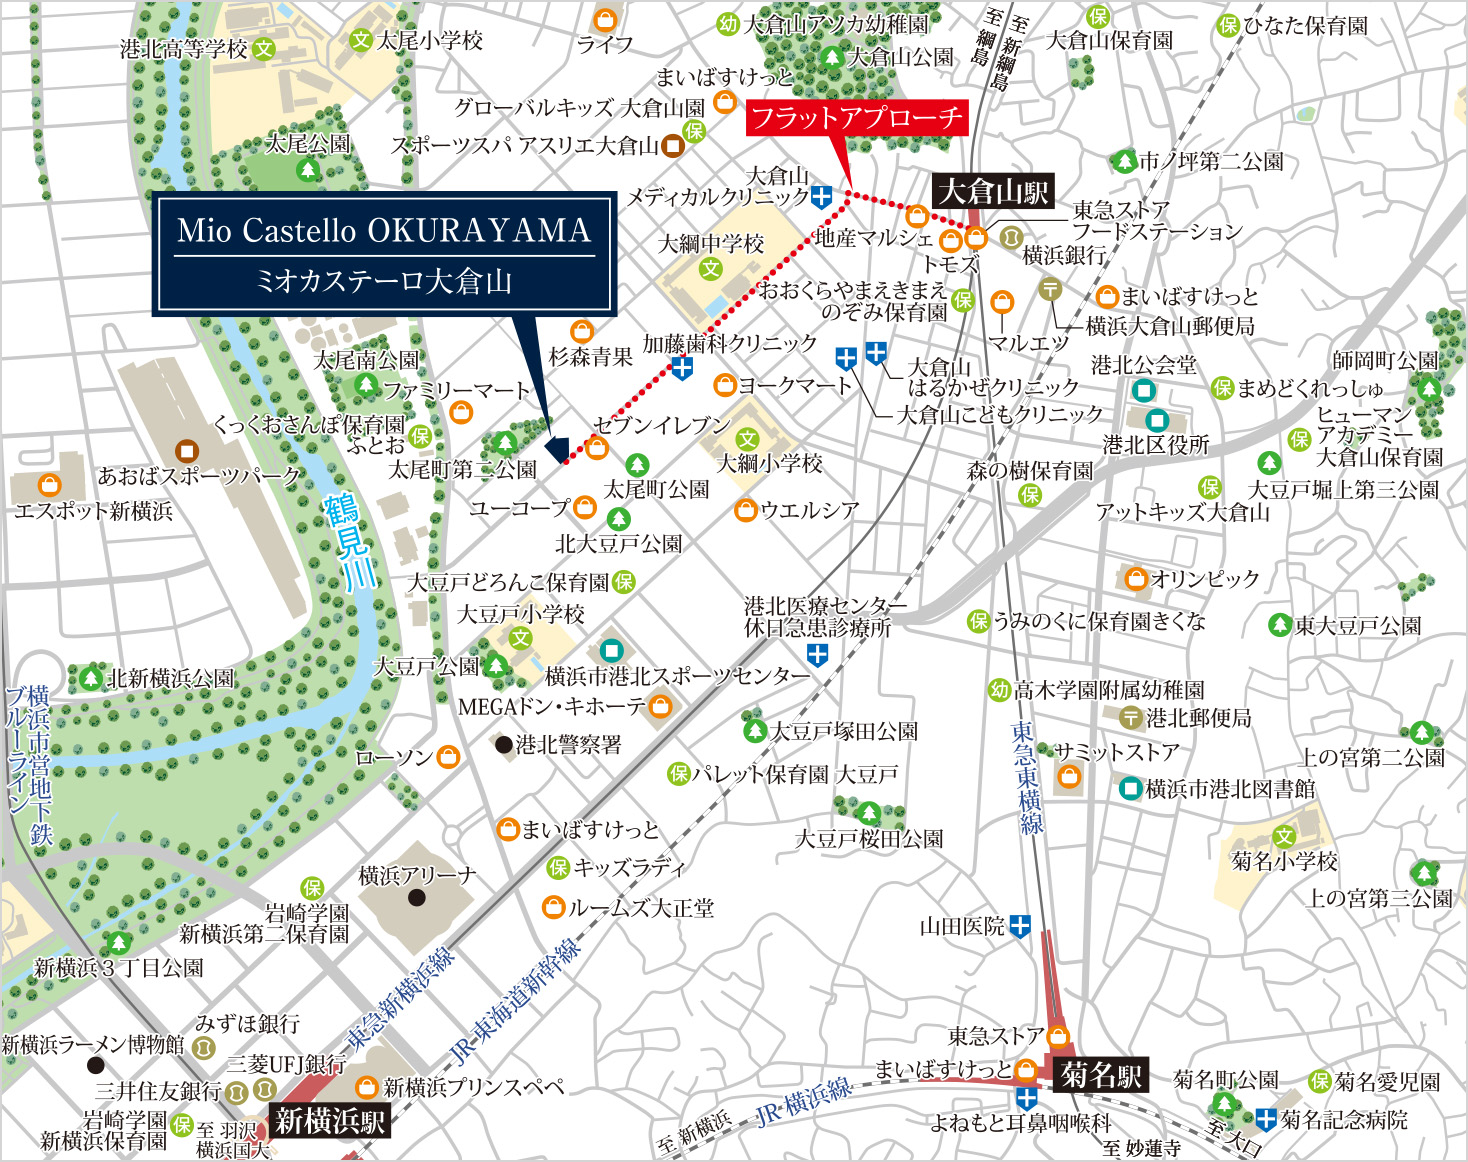 港北高等学校
太尾小学校
ライフ
大倉山アソカ幼稚園
大倉山公園
至 綱島
至 新綱島
大倉山保育園
ひなた保育園
まいばすけっと
グローバルキッズ 大倉山園
スポーツスパ アスリエ大倉山
フラットアプローチ
太尾公園
市ノ坪第二公園
大倉山
メディカルクリニック
大倉山駅
東急ストア
フードステーション
Mio Castello OKURAYAMA
ミオカステーロ大倉山
大綱中学校
地産マルシェ
トモズ
横浜銀行
おおくらやまえきまえ
のぞみ保育園
まいばすけっと
横浜大倉山郵便局
マルエツ
杉森青果
加藤歯科クリニック
太尾南公園
ファミリーマート
ヨークマート
大倉山
はるかぜクリニック
大倉山こどもクリニック
港北公会堂
まめどくれっしゅ
師岡町公園
くっくおさんぽ保育園
ふとお
セブンイレブン
港北区役所
ヒューマン
アカデミー
大倉山保育園
あおばスポーツパーク
太尾町第二公園
太尾町公園
大綱小学校
森の樹保育園
大豆戸堀上第三公園
エスポット新横浜
鶴見川
ユーコープ
北大豆戸公園
ウエルシア
アットキッズ大倉山
大豆戸どろんこ保育園
オリンピック
大豆戸小学校
港北医療センター
休日急患診療所
うみのくに保育園きくな
東大豆戸公園
大豆戸公園
横浜市港北スポーツセンター
北新横浜公園
横浜市営地下鉄
ブルーライン
MEGAドン・キホーテ
高木学園附属幼稚園
港北郵便局
港北警察署
大豆戸塚田公園
東急東横線
サミットストア
上の宮第二公園
ローソン
パレット保育園 大豆戸
横浜市港北図書館
まいばすけっと
大豆戸桜田公園
菊名小学校
横浜アリーナ
キッズラディ
上の宮第三公園
岩崎学園
新横浜第二保育園
ルームズ大正堂
山田医院
新横浜3丁目公園
東急新横浜線
JR 東海道新幹線
みずほ銀行
新横浜ラーメン博物館
三菱UFJ銀行
三井住友銀行
新横浜プリンスペペ
東急ストア
まいばすけっと
菊名駅
菊名町公園
菊名愛児園
岩崎学園
新横浜保育園
至 羽沢
横浜国大
新横浜駅
至 新横浜
JR 横浜線
よねもと耳鼻咽喉科
至 妙蓮寺
至 大口
菊名記念病院